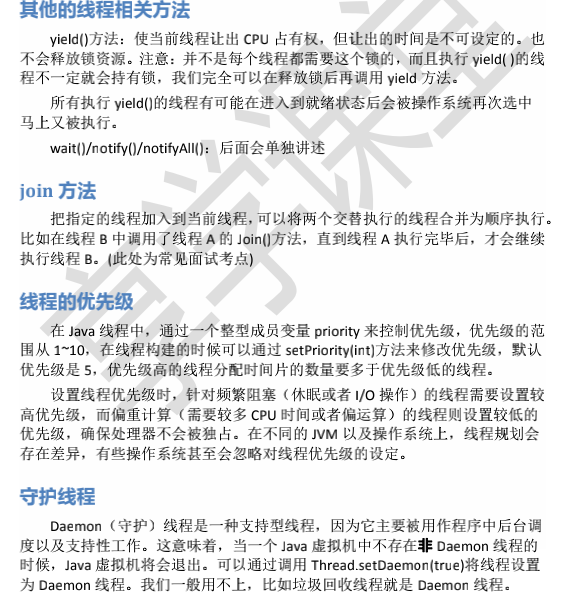 其他的线程相关方法
yield()方法：使当前线程让出 CPU 占有权，但让出的时间是不可设定的。也
不会释放锁资源。注意：并不是每个线程都需要这个锁的，而且执行 yield( )的线
程不一定就会持有锁，我们完全可以在释放锁后再调用 yield 方法。
所有执行 yield()的线程有可能在进入到就绪状态后会被操作系统再次选中
马上又被执行。
wait()/notify()/notifyAll()：后面会单独讲述
join 方法
把指定的线程加入到当前线程，可以将两个交替执行的线程合并为顺序执行。
比如在线程 B 中调用了线程 A 的 Join()方法，直到线程 A 执行完毕后，才会继续
执行线程 B。(此处为常见面试考点)
线程的优先级
在 Java 线程中，通过一个整型成员变量 priority 来控制优先级，优先级的范
围从 1~10，在线程构建的时候可以通过 setPriority(int)方法来修改优先级，默认
优先级是 5，优先级高的线程分配时间片的数量要多于优先级低的线程。
设置线程优先级时，针对频繁阻塞（休眠或者 I/O 操作）的线程需要设置较
高优先级，而偏重计算（需要较多 CPU 时间或者偏运算）的线程则设置较低的
优先级，确保处理器不会被独占。在不同的 JVM 以及操作系统上，线程规划会
存在差异，有些操作系统甚至会忽略对线程优先级的设定。
守护线程
Daemon（守护）线程是一种支持型线程，因为它主要被用作程序中后台调
度以及支持性工作。这意味着，当一个 Java 虚拟机中不存在非 Daemon 线程的
时候，Java 虚拟机将会退出。可以通过调用 Thread.setDaemon(true)将线程设置
为 Daemon 线程。我们一般用不上，比如垃圾回收线程就是 Daemon 线程。
享学课堂